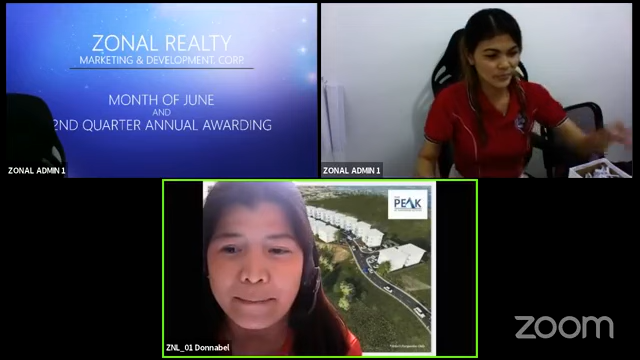 ZONAL REALTY
MARKETING & DEVELOPMENT. CORP
MONTH OF JUNE
AND
2ND QUARTER ANNUAL AWARDING
ZONAL ADMIN 1
ZONAL ADMIN 1
PEAK
ZNL_01 Donnabel
zoom